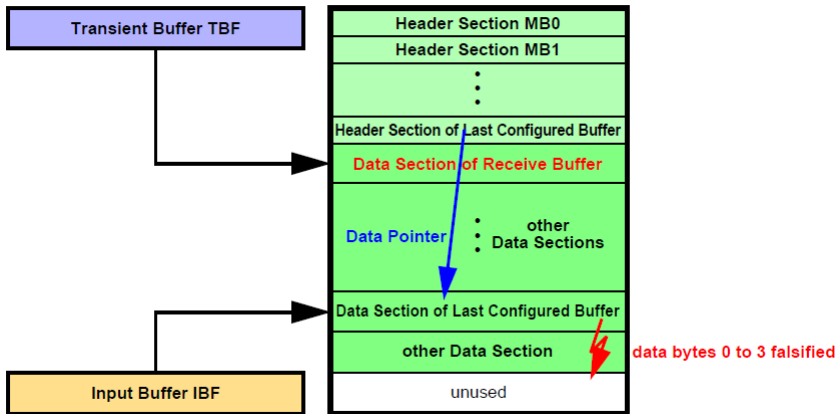 Transient Buffer TBF
Header Section MB0
Header Section MB1
Header Section of Last Configured Buffer
Data Section of Receive Buffer
Data Pointer
other
Data Sections
Data Section of Last Configured Buffer
other Data Section
data bytes 0 to 3 falsified
Input Buffer IBF
unused